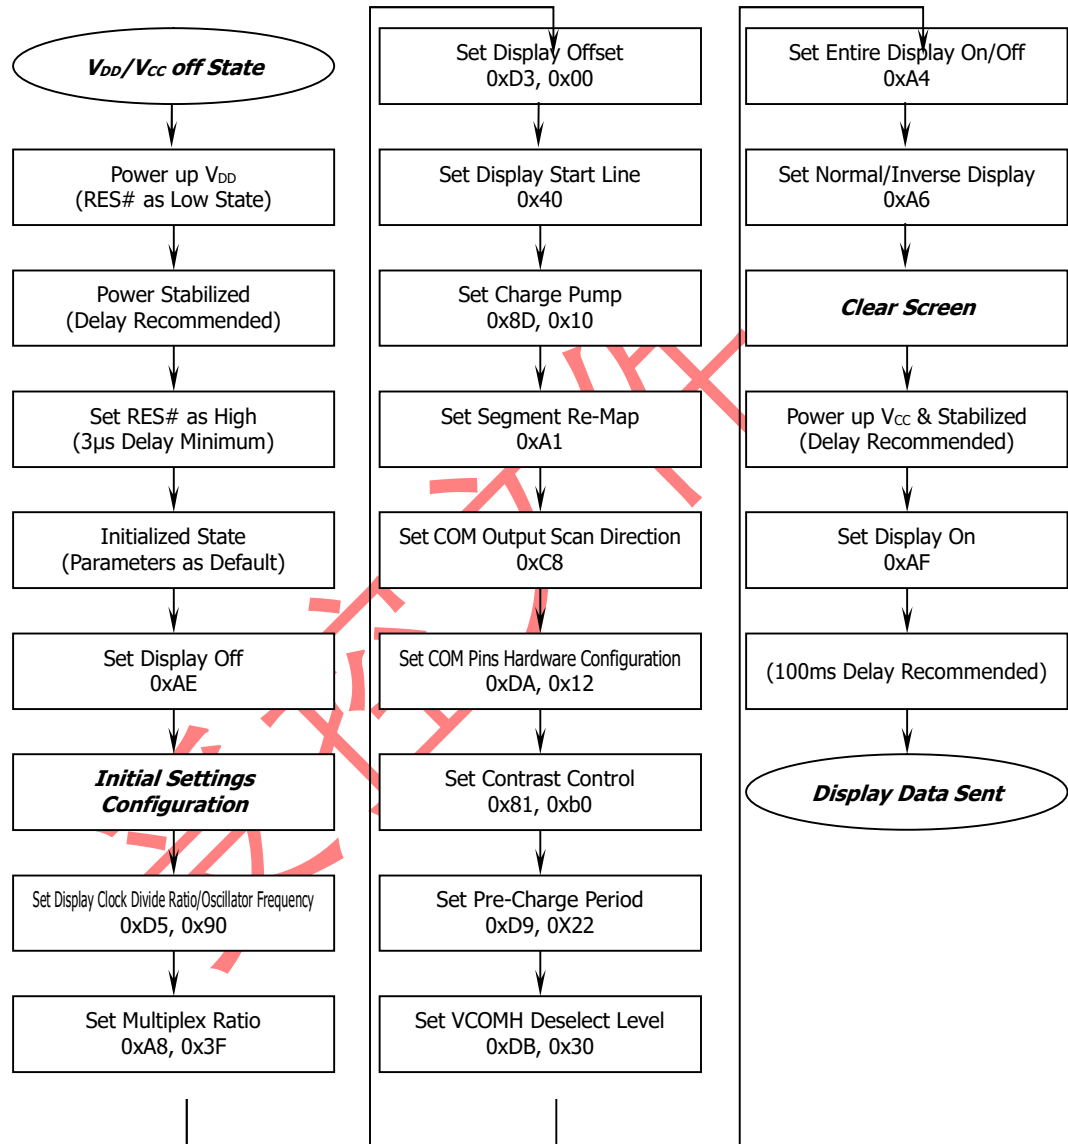 V_DD/V_CC off State
Power up V_DD
(RES# as Low State)
Power Stabilized
(Delay Recommended)
Set RES# as High
(3μs Delay Minimum)
Initialized State
(Parameters as Default)
Set Display Off
0xAE
Initial Settings
Configuration
Set Display Clock Divide Ratio/Oscillator Frequency
0xD5, 0x90
Set Multiplex Ratio
0xA8, 0x3F
Set Display Offset
0xD3, 0x00
Set Display Start Line
0x40
Set Charge Pump
0x8D, 0x10
Set Segment Re-Map
0xA1
Set COM Output Scan Direction
0xC8
Set COM Pins Hardware Configuration
0xDA, 0x12
Set Contrast Control
0x81, 0xb0
Set Pre-Charge Period
0xD9, 0X22
Set VCOMH Deselect Level
0xDB, 0x30
Set Entire Display On/Off
0xA4
Set Normal/Inverse Display
0xA6
Clear Screen
Power up V_CC & Stabilized
(Delay Recommended)
Set Display On
0xAF
(100ms Delay Recommended)
Display Data Sent